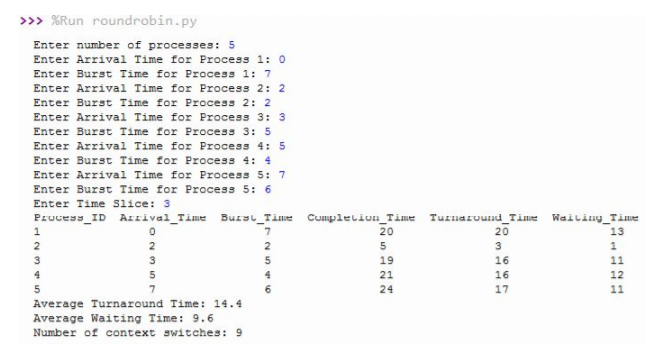 >>> %Run roundrobin.py
Enter number of processes: 5
Enter Arrival Time for Process 1: 0
Enter Burst Time for Process 1: 7
Enter Arrival Time for Process 2: 2
Enter Burst Time for Process 2: 2
Enter Arrival Time for Process 3: 3
Enter Burst Time for Process 3: 5
Enter Arrival Time for Process 4: 5
Enter Burst Time for Process 4: 4
Enter Arrival Time for Process 5: 7
Enter Burst Time for Process 5: 6
Enter Time Slice: 3
Process_ID Arrival_Time Burst_Time Completion_Time Turnaround_Time Waiting_Time
1 0 7 20 20 13
2 2 2 5 3 1
3 3 5 19 16 11
4 5 4 21 16 12
5 7 6 24 17 11
Average Turnaround Time: 14.4
Average Waiting Time: 9.6
Number of context switches: 9